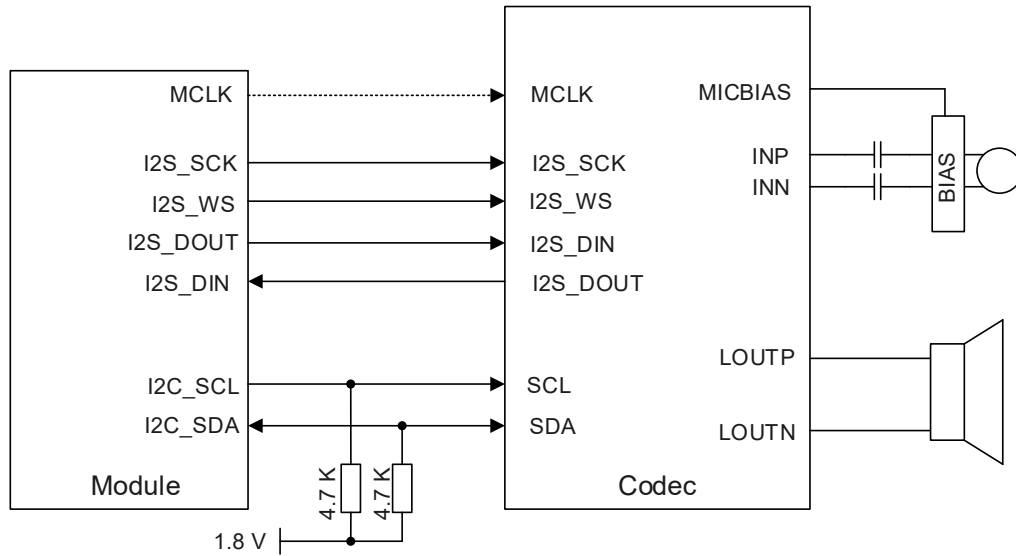 MCLK
I2S_SCK
I2S_WS
I2S_DOUT
I2S_DIN
I2C_SCL
I2C_SDA
Module
4.7 K
4.7 K
1.8 V
MCLK
I2S_SCK
I2S_WS
I2S_DIN
I2S_DOUT
SCL
SDA
Codec
MICBIAS
INP
INN
LOUTP
LOUTN
BIAS